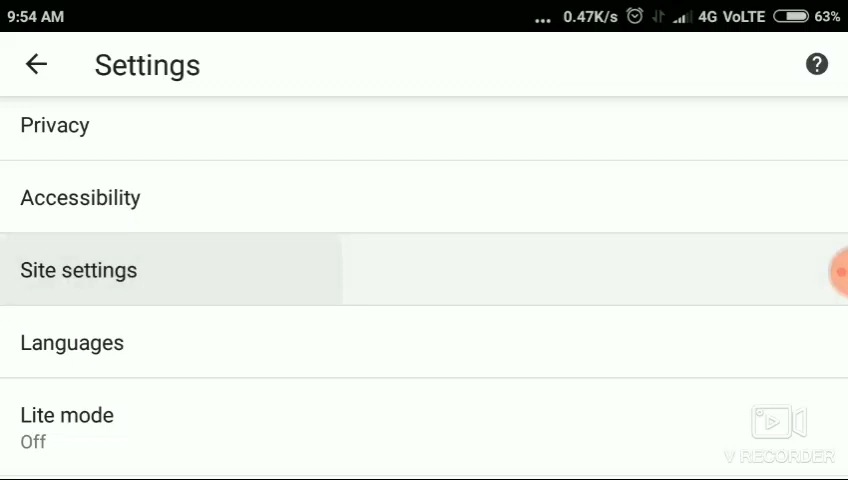 9:54 AM ... 0.47K/s 4G VoLTE 63%
Settings ?
Privacy
Accessibility
Site settings
Languages
Lite mode
Off
V RECORDER